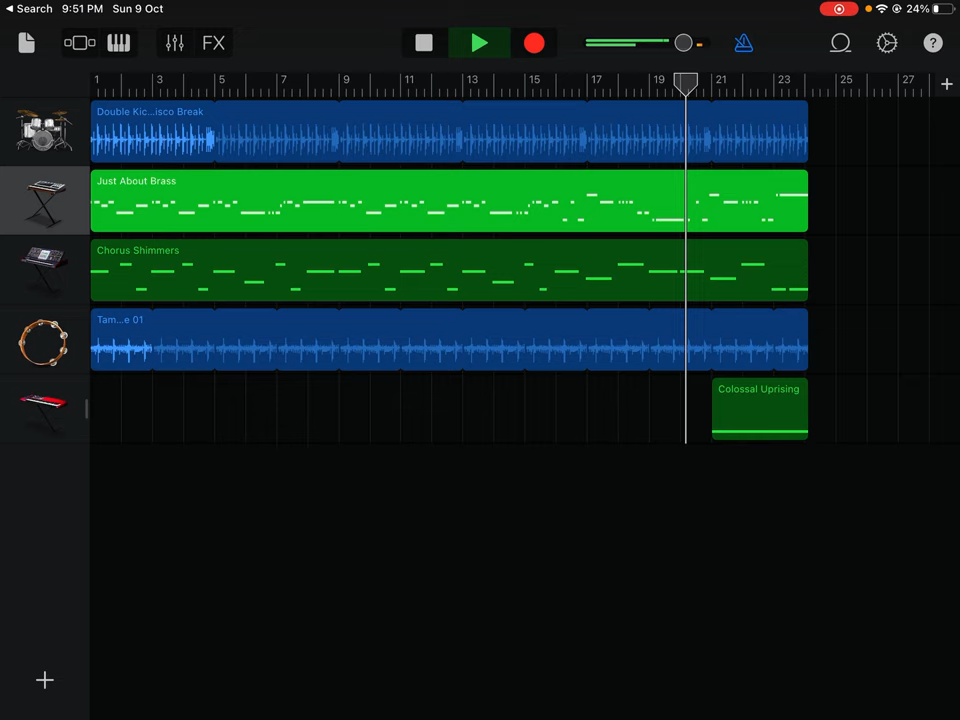 ◀ Search 9:51 PM Sun 9 Oct 24%
FX ?
1 3 5 7 9 11 13 15 17 19 21 23 25 27 +
Double Kic...isco Break
Just About Brass
Chorus Shimmers
Tam...e 01
Colossal Uprising
+